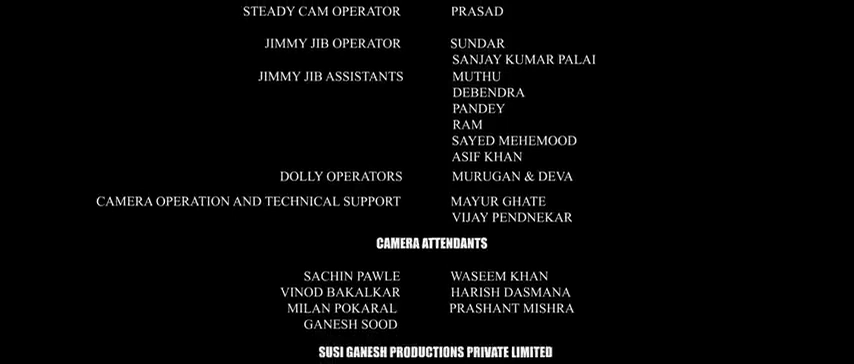 STEADY CAM OPERATOR PRASAD
JIMMY JIB OPERATOR SUNDAR
SANJAY KUMAR PALAI
JIMMY JIB ASSISTANTS MUTHU
DEBENDRA
PANDEY
RAM
SAYED MEHEMOOD
ASIF KHAN
DOLLY OPERATORS MURUGAN & DEVA
CAMERA OPERATION AND TECHNICAL SUPPORT MAYUR GHATE
VIJAY PENDNEKAR
CAMERA ATTENDANTS
SACHIN PAWLE WASEEM KHAN
VINOD BAKALKAR HARISH DASMANA
MILAN POKARAL PRASHANT MISHRA
GANESH SOOD
SUSI GANESH PRODUCTIONS PRIVATE LIMITED